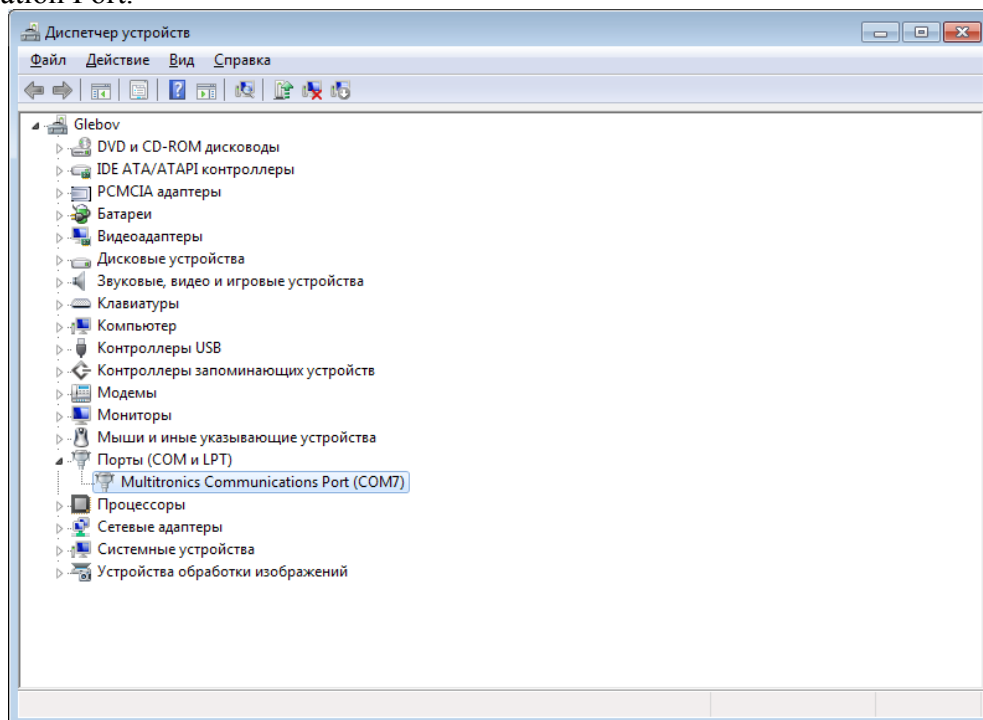 ation Port.
Диспетчер устройств
Файл Действие Вид Справка
Glebov
DVD и CD-ROM дисководы
IDE ATA/ATAPI контроллеры
PCMCIA адаптеры
Батареи
Видеоадаптеры
Дисковые устройства
Звуковые, видео и игровые устройства
Клавиатуры
Компьютер
Контроллеры USB
Контроллеры запоминающих устройств
Модемы
Мониторы
Мыши и иные указывающие устройства
Порты (COM и LPT)
Multitronics Communications Port (COM7)
Процессоры
Сетевые адаптеры
Системные устройства
Устройства обработки изображений